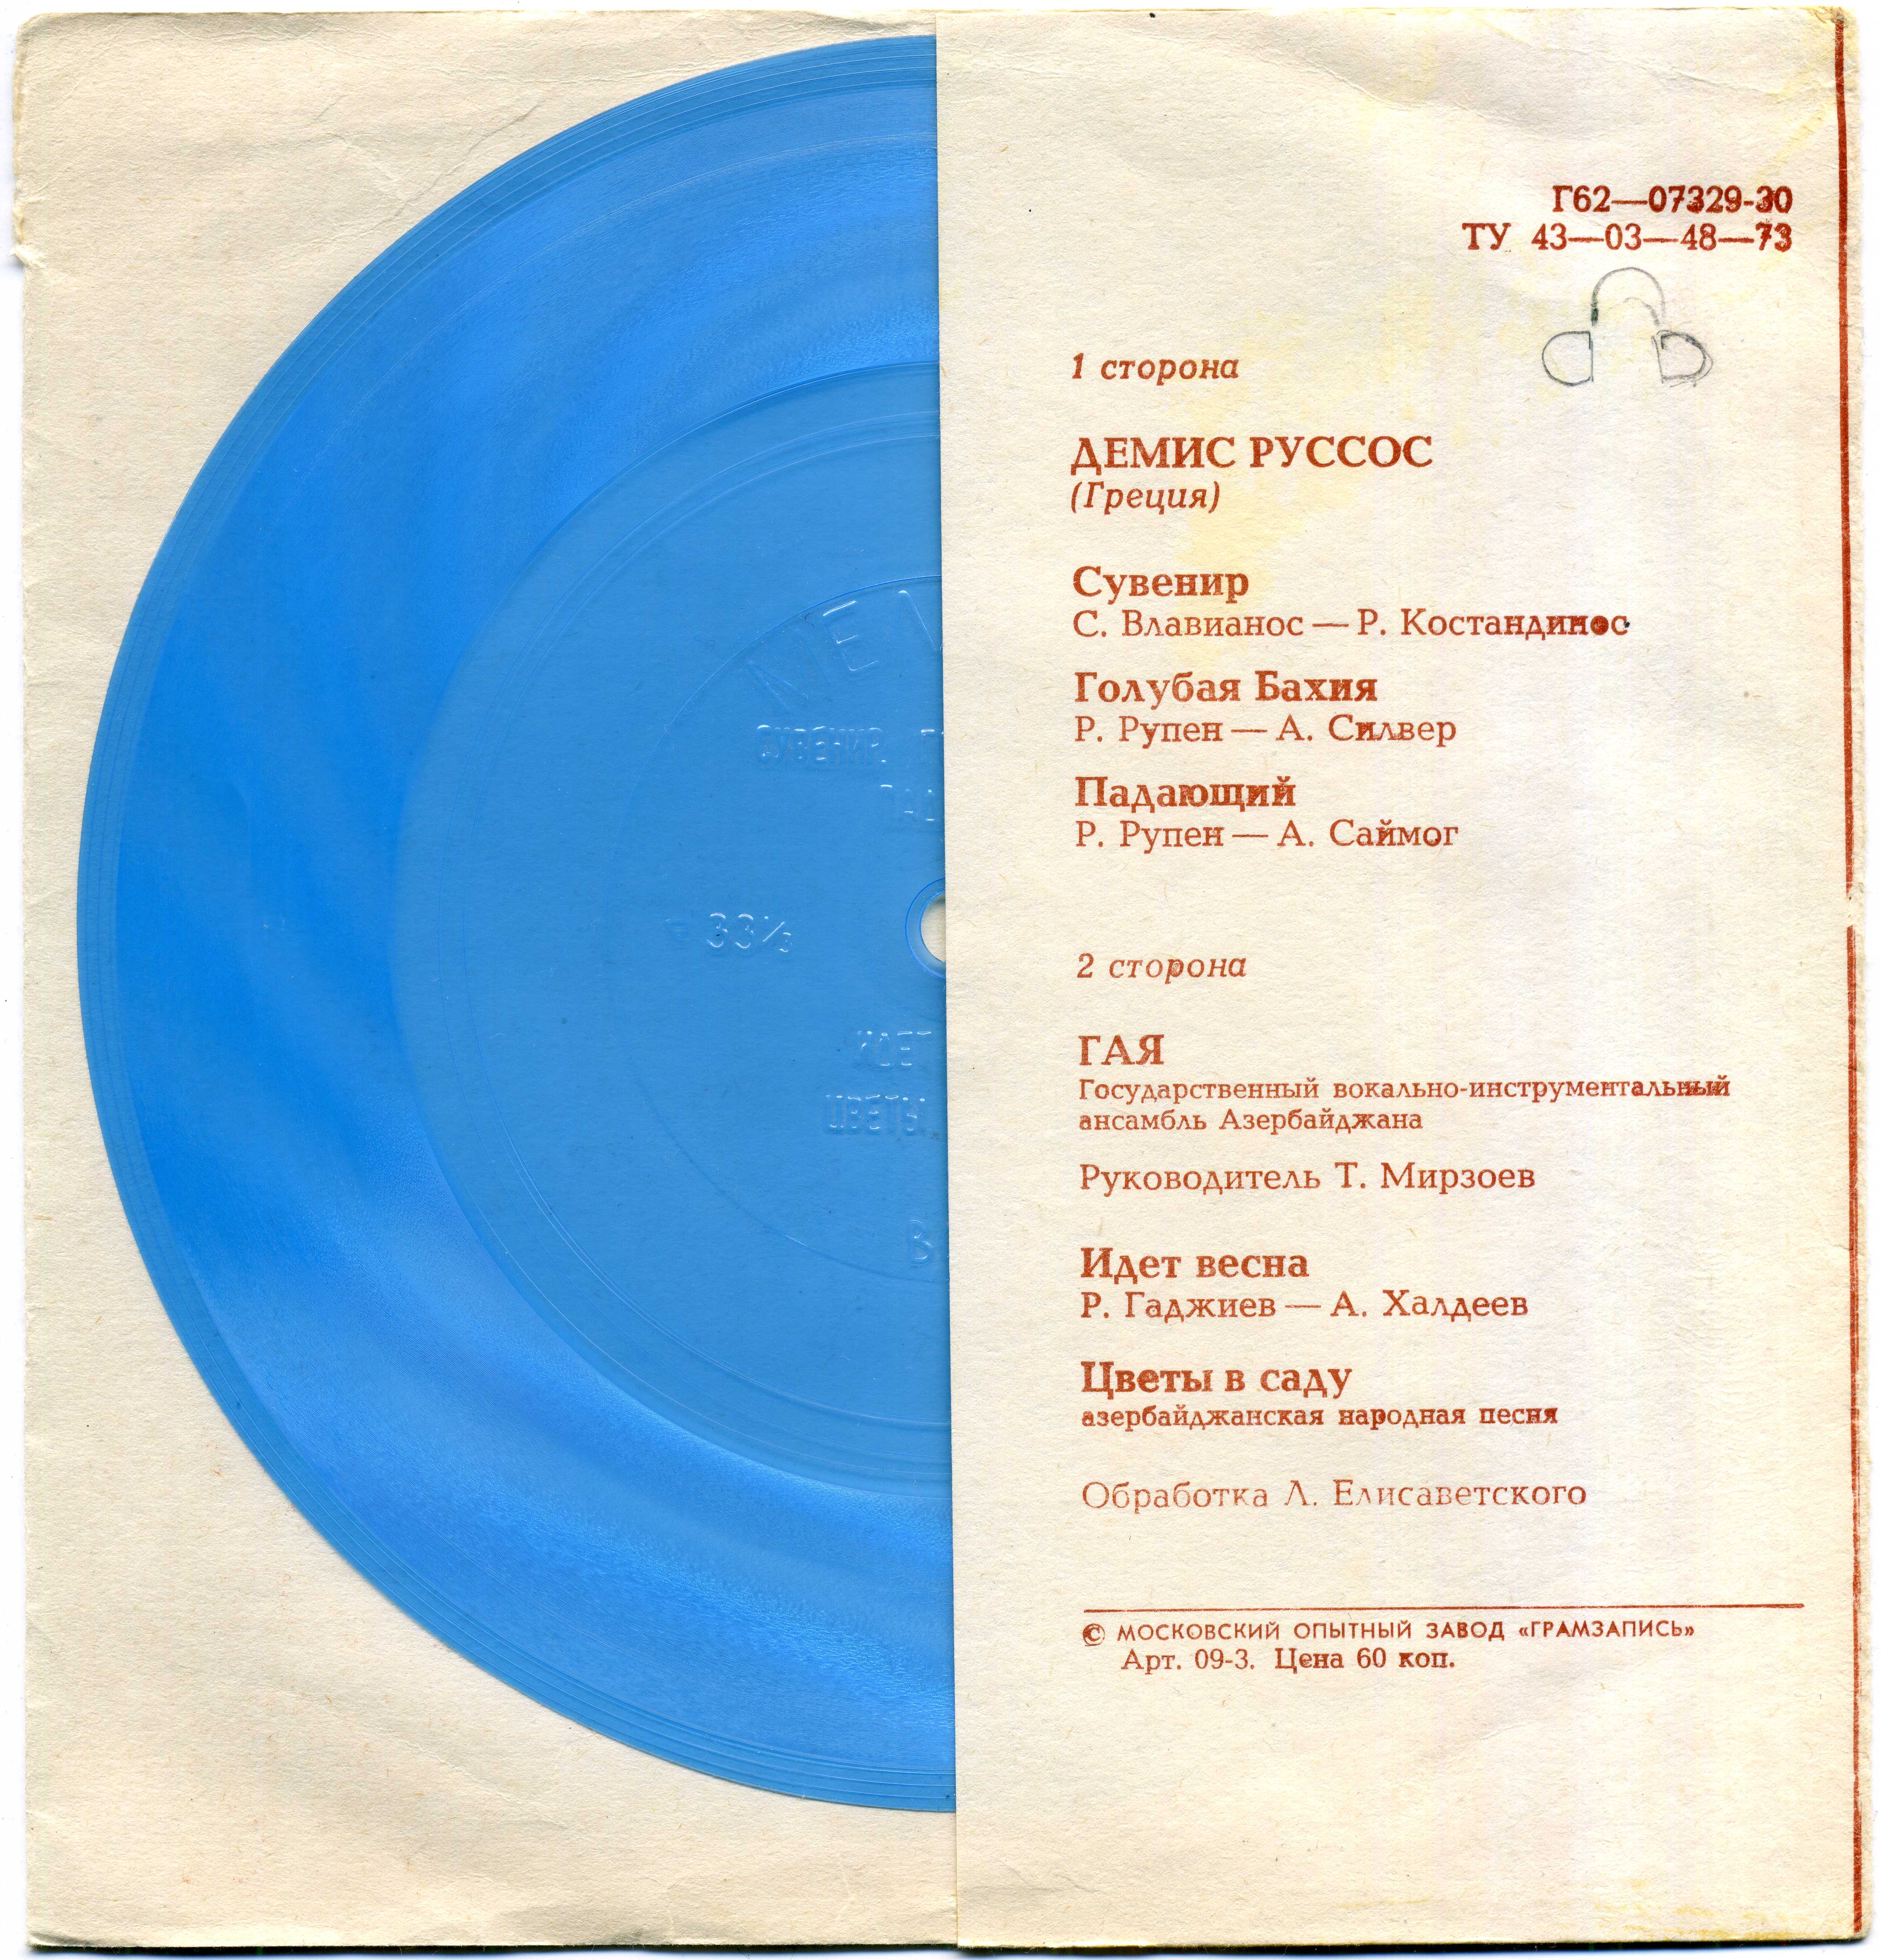 Г62—07329-30
ТУ 43—03—48—73
1 сторона
ДЕМИС РУССОС
(Греция)
Сувенир
С. Влавианос — Р. Костандинос
Голубая Бахия
Р. Рупен — А. Силвер
Падающий
Р. Рупен — А. Саймог
2 сторона
ГАЯ
Государственный вокально-инструментальный
ансамбль Азербайджана
Руководитель Т. Мирзоев
Идет весна
Р. Гаджиев — А. Халдеев
Цветы в саду
азербайджанская народная песня
Обработка Л. Елисаветского
© МОСКОВСКИЙ ОПЫТНЫЙ ЗАВОД «ГРАМЗАПИСЬ»
Арт. 09-3. Цена 60 коп.
СУВЕНИР.
33⅓
ЦВЕТЫ